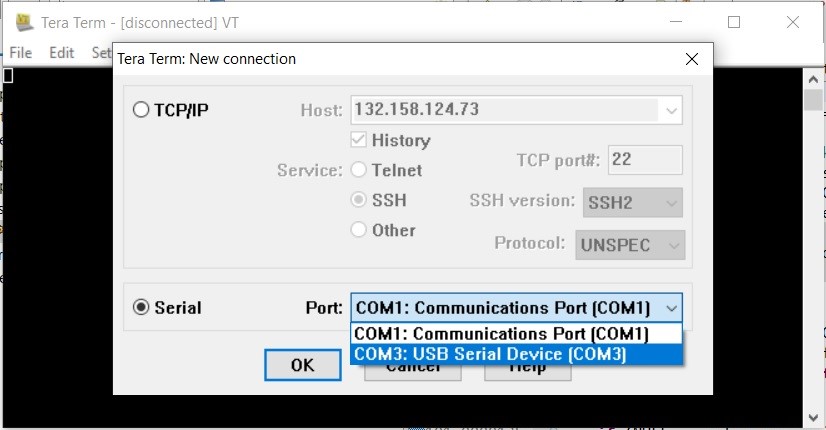 Tera Term - [disconnected] VT
File Edit Set
Tera Term: New connection
TCP/IP
Host: 132.158.124.73
History
Service: Telnet
TCP port#: 22
SSH
SSH version: SSH2
Other
Protocol: UNSPEC
Serial
Port: COM1: Communications Port (COM1)
COM1: Communications Port (COM1)
COM3: USB Serial Device (COM3)
OK
Cancel
Help